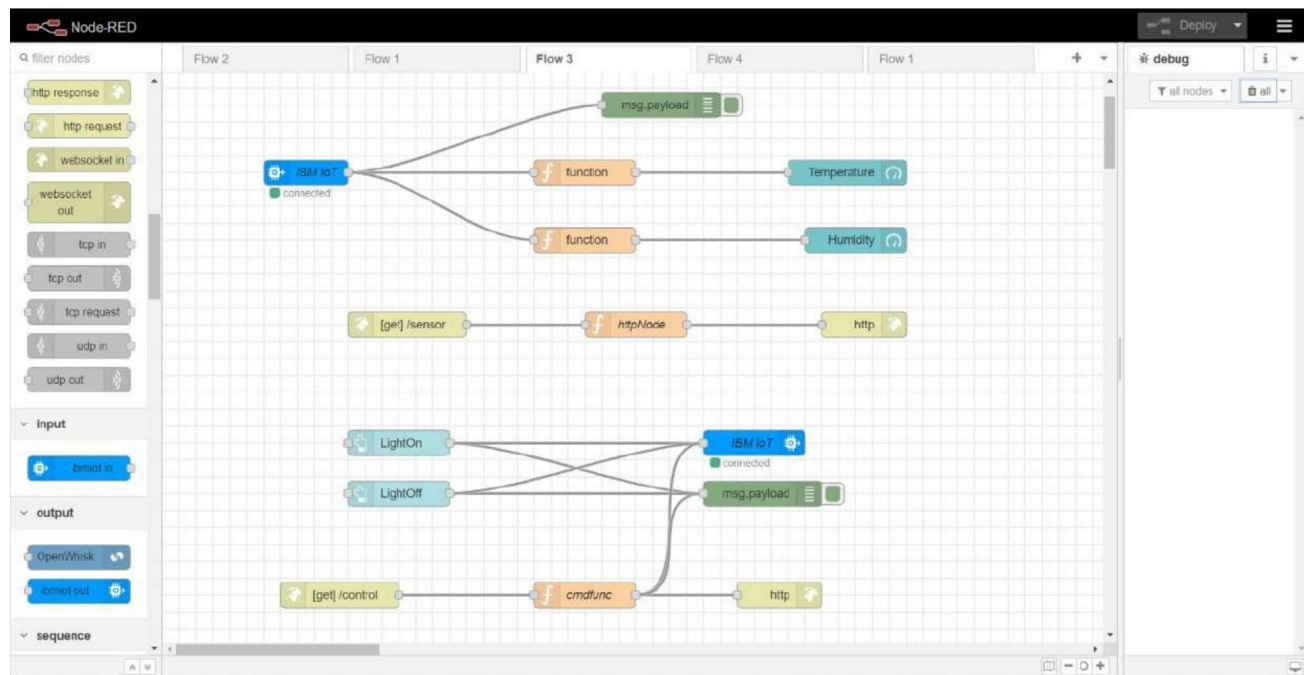 Node-RED
Deploy
filter nodes
Flow 2
Flow 1
Flow 3
Flow 4
Flow 1
debug
i
all nodes
all
http response
http request
websocket in
websocket
out
tcp in
tcp out
tcp request
udp in
udp out
input
ibmiot in
output
OpenWhisk
ibmiot out
sequence
msg.payload
IBM IoT
connected
function
Temperature
function
Humidity
[get] /sensor
httpNode
http
LightOn
IBM IoT
connected
LightOff
msg.payload
[get] /control
cmdfunc
http